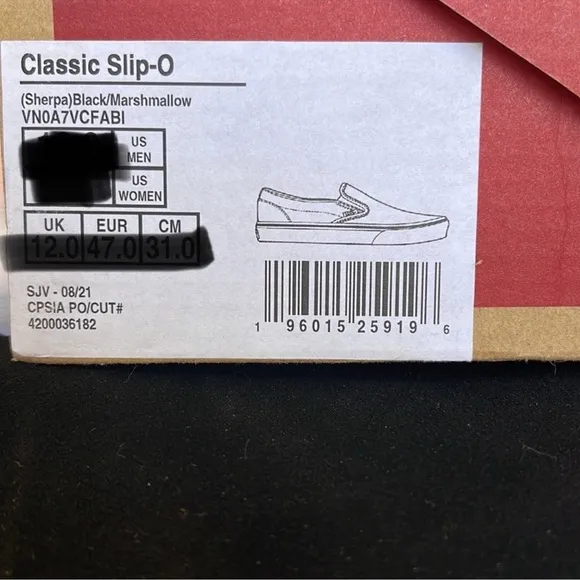 Classic Slip-O
(Sherpa)Black/Marshmallow
VN0A7VCFABI
US
MEN
US
WOMEN
UK EUR CM
12.0 47.0 31.0
SJV - 08/21
CPSIA PO/CUT#
4200036182
1 96015 25919 6